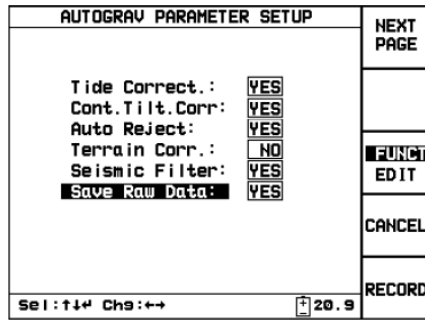 AUTOGRAV PARAMETER SETUP
Tide Correct.: YES
Cont.Tilt.Corr: YES
Auto Reject: YES
Terrain Corr.: NO
Seismic Filter: YES
Save Raw Data: YES
Sel:↑↓↵ Chg:←→ 20.9
NEXT
PAGE
FUNCT
EDIT
CANCEL
RECORD